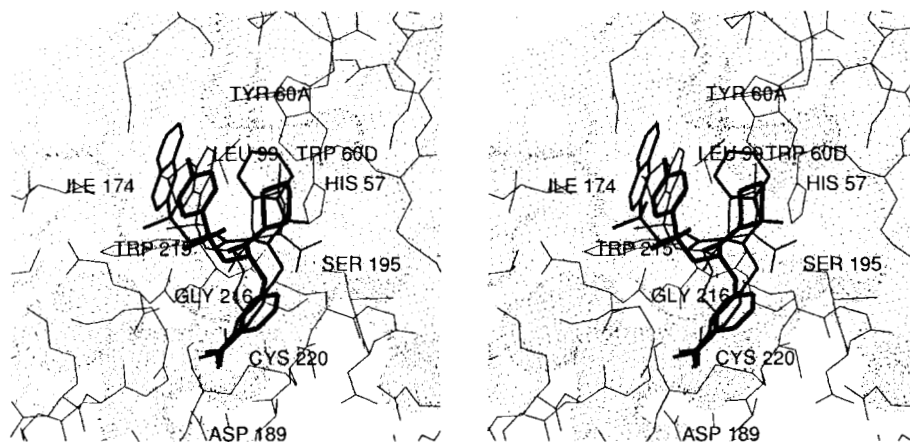 TYR 60A
LEU 99
TRP 60D
HIS 57
ILE 174
TRP 215
SER 195
GLY 216
CYS 220
ASP 189
TYR 60A
LEU 99
TRP 60D
HIS 57
ILE 174
TRP 215
SER 195
GLY 216
CYS 220
ASP 189